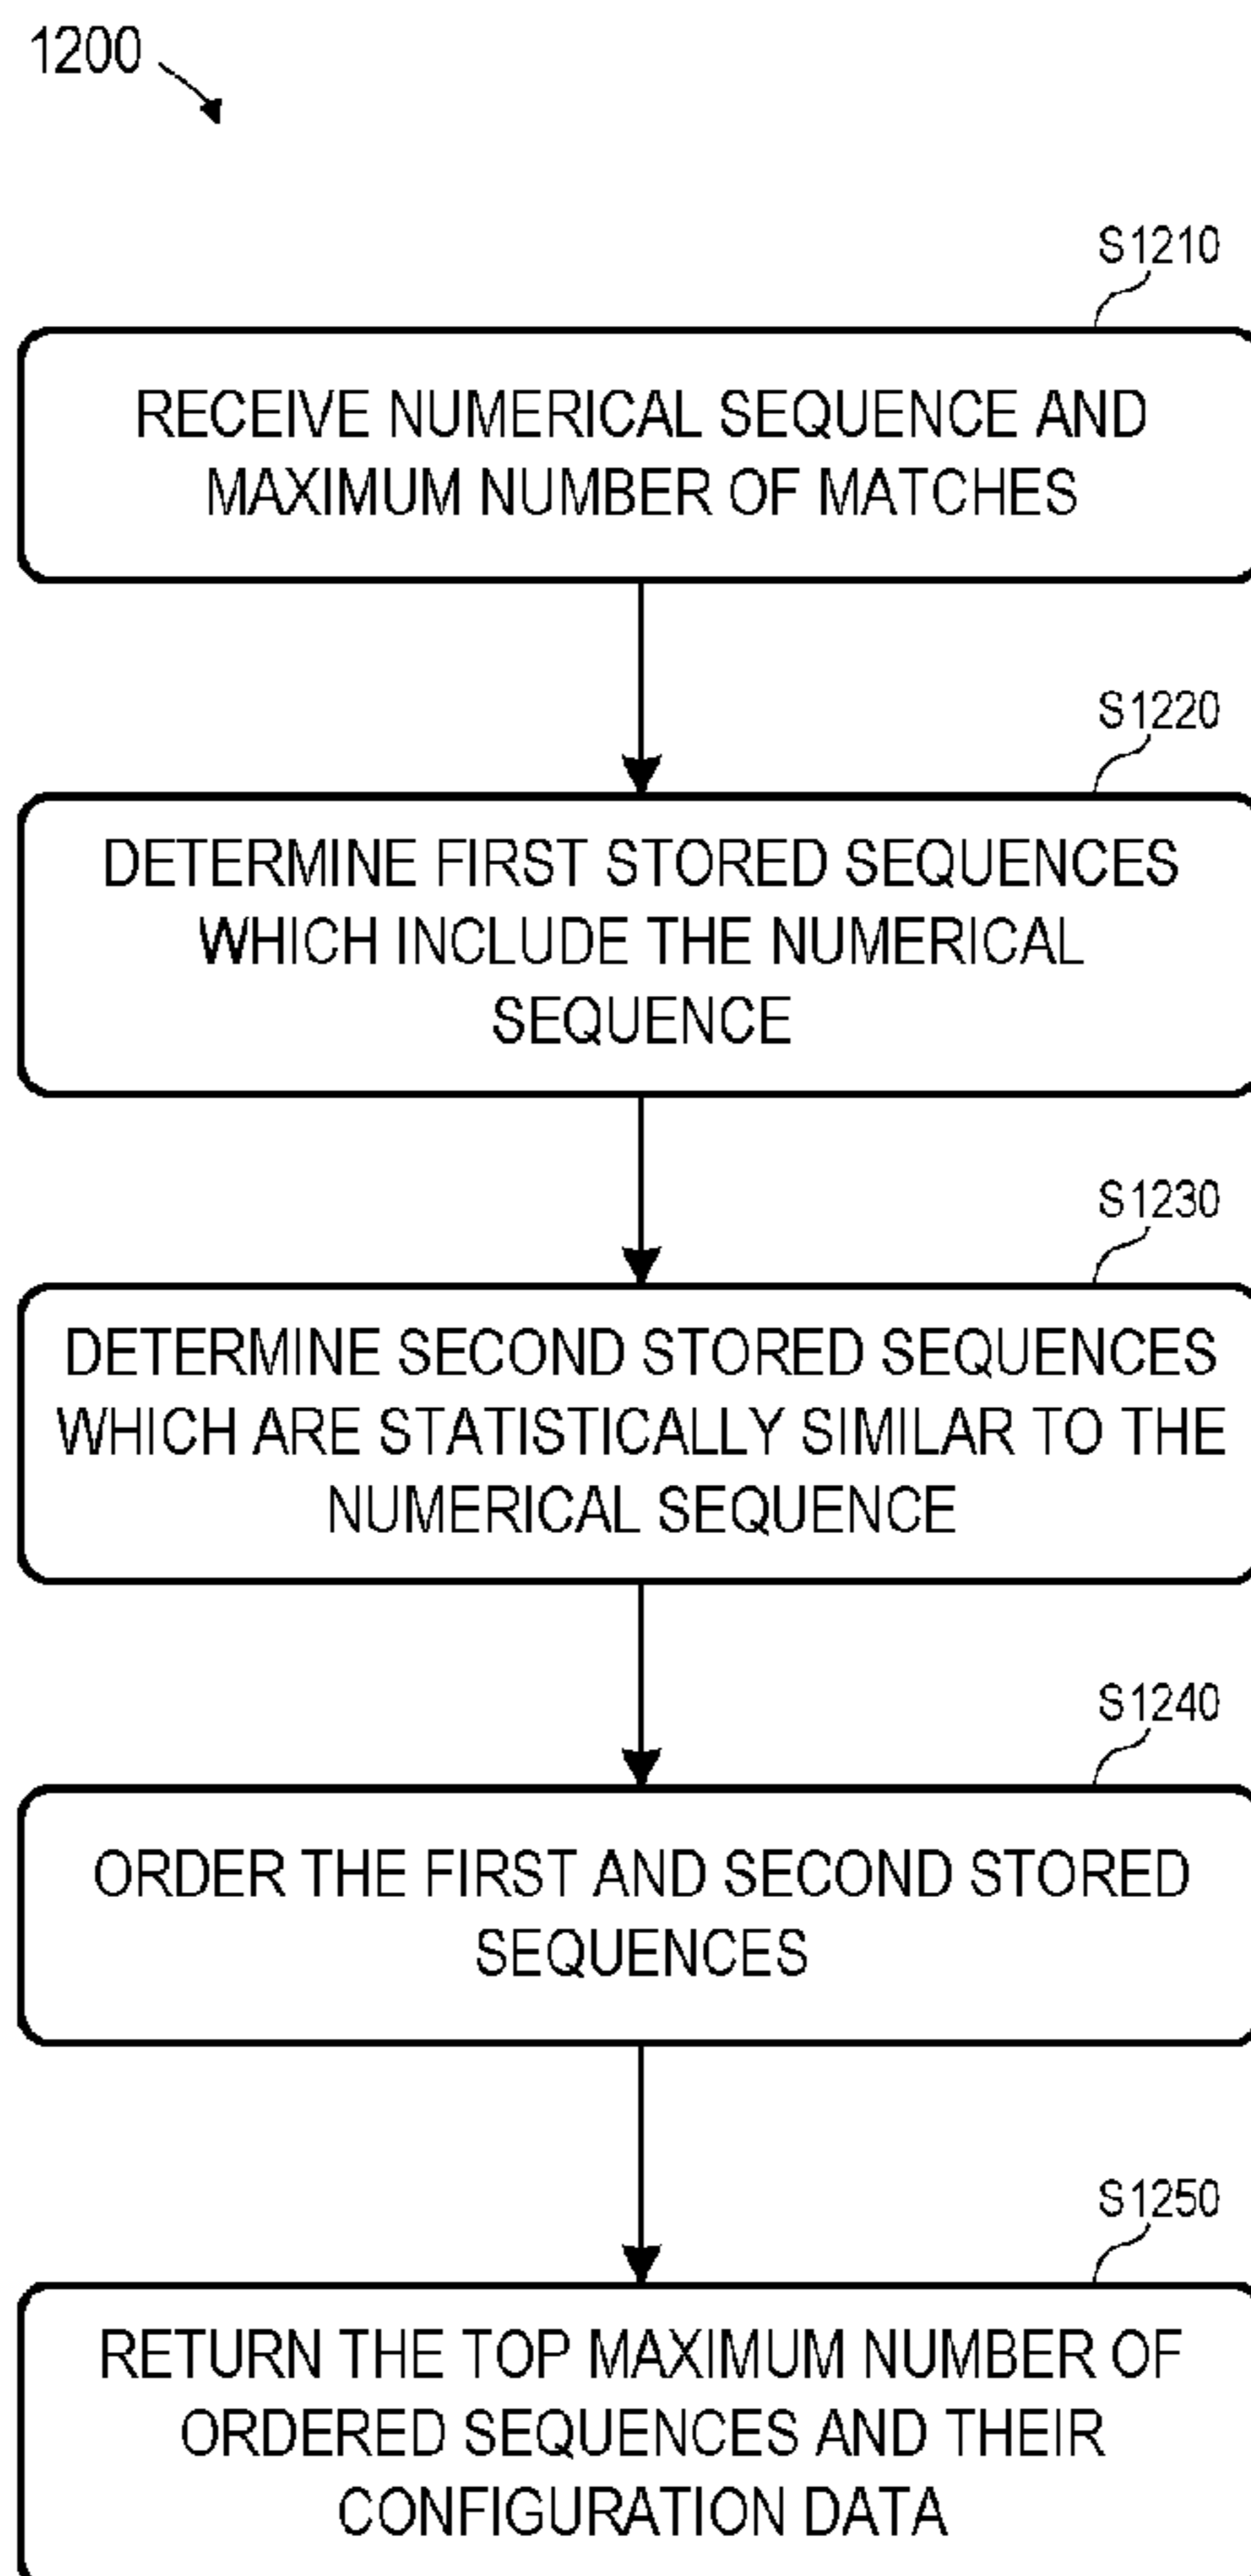 1200
S1210
RECEIVE NUMERICAL SEQUENCE AND
MAXIMUM NUMBER OF MATCHES
S1220
DETERMINE FIRST STORED SEQUENCES
WHICH INCLUDE THE NUMERICAL
SEQUENCE
S1230
DETERMINE SECOND STORED SEQUENCES
WHICH ARE STATISTICALLY SIMILAR TO THE
NUMERICAL SEQUENCE
S1240
ORDER THE FIRST AND SECOND STORED
SEQUENCES
S1250
RETURN THE TOP MAXIMUM NUMBER OF
ORDERED SEQUENCES AND THEIR
CONFIGURATION DATA